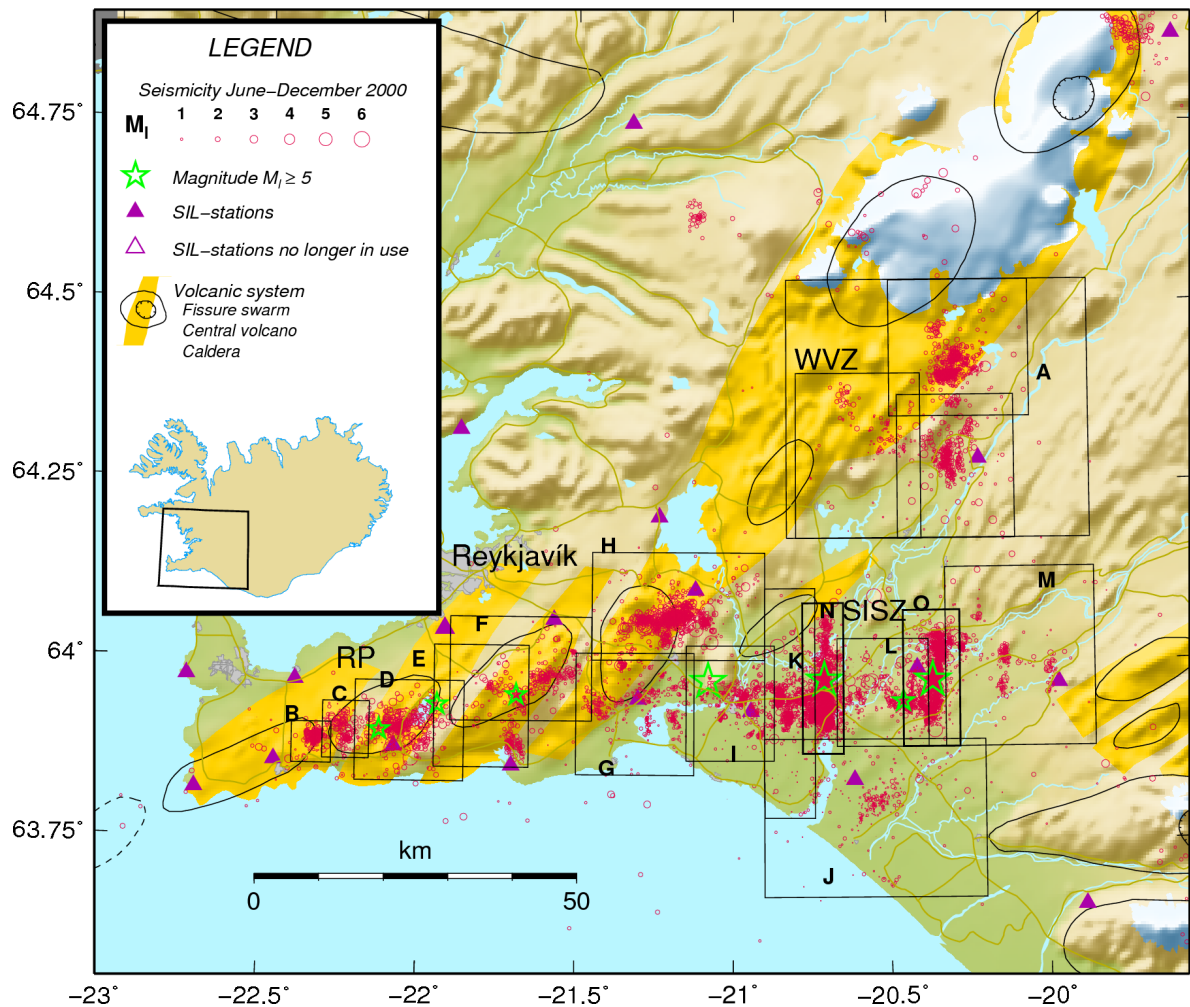 LEGEND
Seismicity June–December 2000
1 2 3 4 5 6
Ml
Magnitude Ml ≥ 5
SIL–stations
SIL–stations no longer in use
Volcanic system
Fissure swarm
Central volcano
Caldera
64.75°
64.5°
64.25°
64°
63.75°
WVZ
A
Reykjavík
H
M
N
SISZ
O
F
L
RP
E
K
D
C
B
I
G
J
km
0 50
−23° −22.5° −22° −21.5° −21° −20.5° −20°